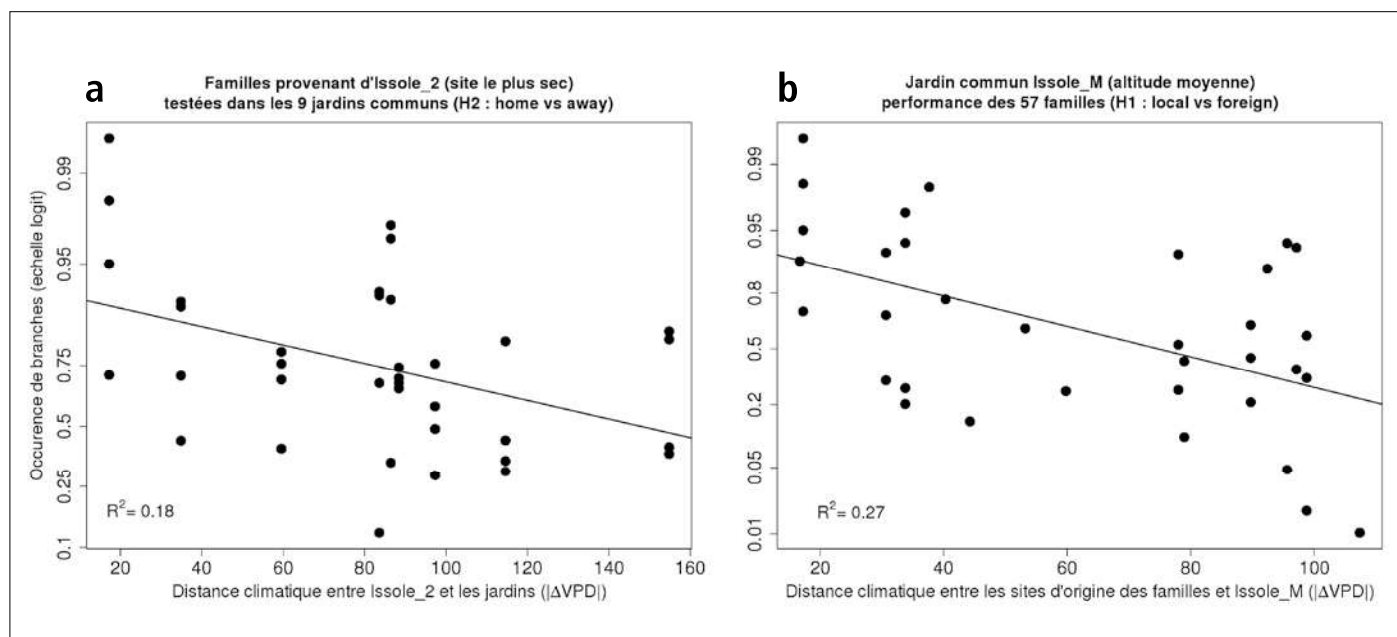 a
Familles provenant d'Issole_2 (site le plus sec)
testées dans les 9 jardins communs (H2 : home vs away)
Occurence de branches (echelle logit)
0.99
0.95
0.75
0.5
0.25
0.1
R2= 0.18
20 40 60 80 100 120 140 160
Distance climatique entre Issole_2 et les jardins (|ΔVPD|)
b
Jardin commun Issole_M (altitude moyenne)
performance des 57 familles (H1 : local vs foreign)
0.99
0.95
0.8
0.5
0.2
0.05
0.01
R2= 0.27
20 40 60 80 100
Distance climatique entre les sites d'origine des familles et Issole_M (|ΔVPD|)